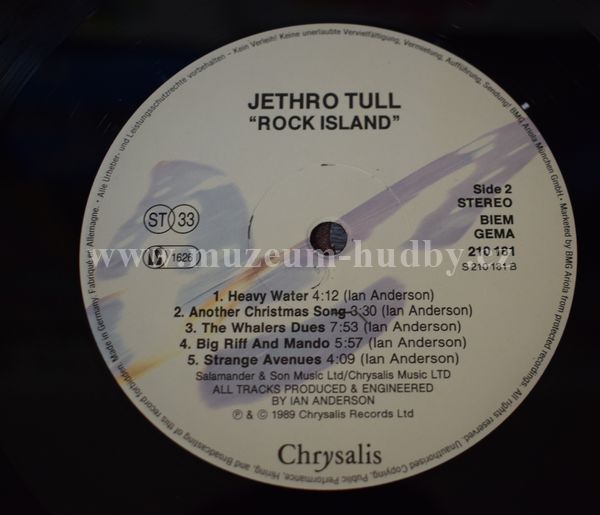 JETHRO TULL
"ROCK ISLAND"
Side 2
STEREO
BIEM
GEMA
210 181
S 210 181 B
ST 33
LC 1626
www.muzeum-hudby.cz
1. Heavy Water 4:12 (Ian Anderson)
2. Another Christmas Song 3:30 (Ian Anderson)
3. The Whalers Dues 7:53 (Ian Anderson)
4. Big Riff And Mando 5:57 (Ian Anderson)
5. Strange Avenues 4:09 (Ian Anderson)
Salamander & Son Music Ltd/Chrysalis Music LTD
ALL TRACKS PRODUCED & ENGINEERED
BY IAN ANDERSON
℗ & © 1989 Chrysalis Records Ltd
Chrysalis
Made in Germany. Fabriqué en Allemagne. • Alle Urheber- und Leistungsschutzrechte vorbehalten – Kein Verleih! Keine unerlaubte Vervielfältigung, Vermietung, Aufführung, Sendung! BMG Ariola München GmbH • Marketed by BMG Ariola from protected recordings. All rights reserved. Unauthorised Copying, Public Performance, Hiring, and Broadcasting of this record forbidden.